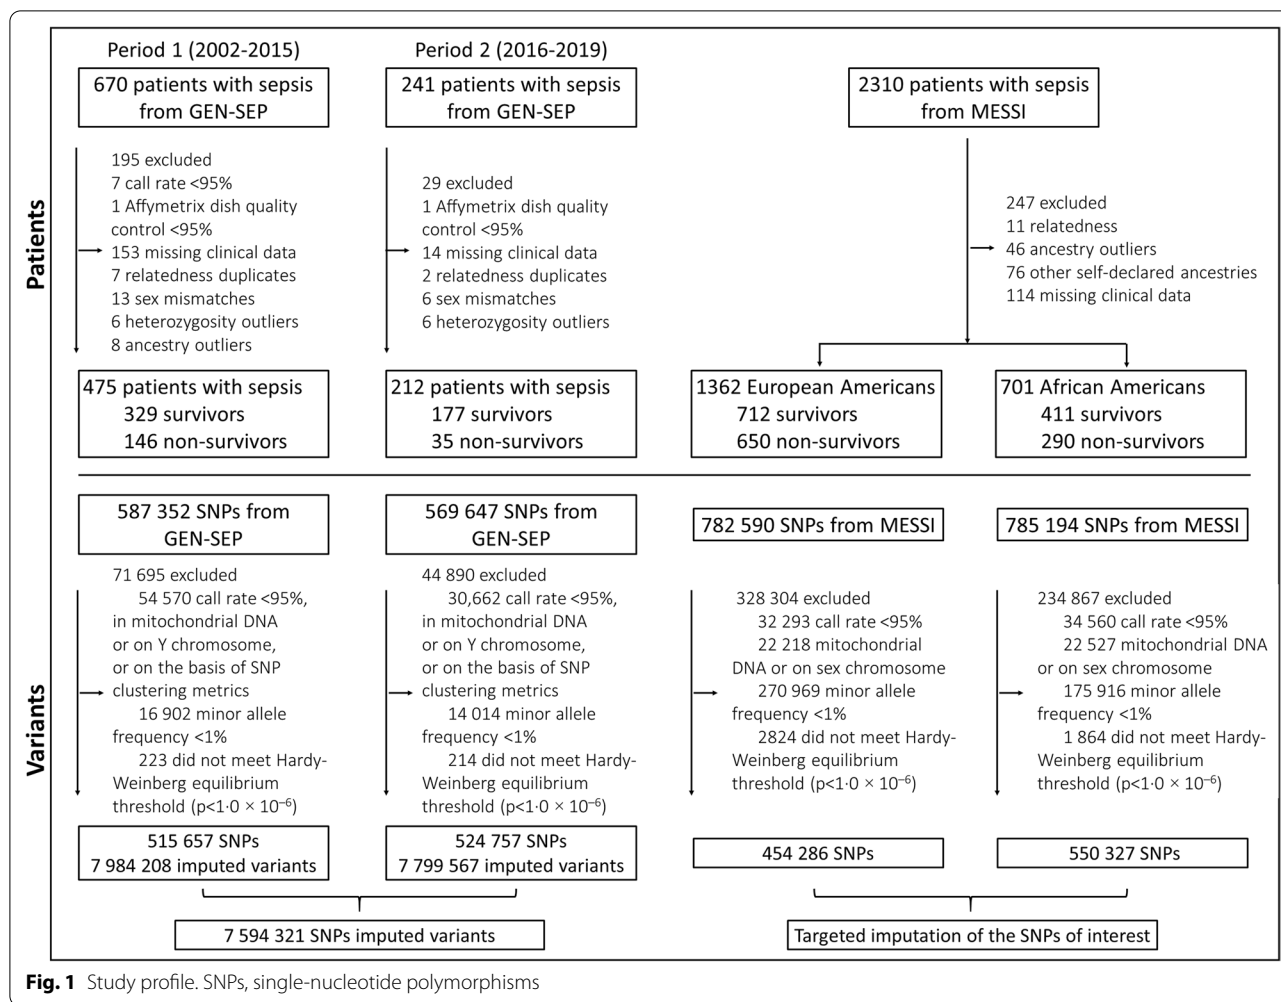 Period 1 (2002-2015)
670 patients with sepsis
from GEN-SEP
195 excluded
7 call rate <95%
1 Affymetrix dish quality
control <95%
153 missing clinical data
7 relatedness duplicates
13 sex mismatches
6 heterozygosity outliers
8 ancestry outliers
475 patients with sepsis
329 survivors
146 non-survivors
Period 2 (2016-2019)
241 patients with sepsis
from GEN-SEP
29 excluded
1 Affymetrix dish quality
control <95%
14 missing clinical data
2 relatedness duplicates
6 sex mismatches
6 heterozygosity outliers
212 patients with sepsis
177 survivors
35 non-survivors
2310 patients with sepsis
from MESSI
247 excluded
11 relatedness
46 ancestry outliers
76 other self-declared ancestries
114 missing clinical data
1362 European Americans
712 survivors
650 non-survivors
701 African Americans
411 survivors
290 non-survivors
Patients
Variants
587 352 SNPs from
GEN-SEP
71 695 excluded
54 570 call rate <95%,
in mitochondrial DNA
or on Y chromosome,
or on the basis of SNP
clustering metrics
16 902 minor allele
frequency <1%
223 did not meet Hardy-
Weinberg equilibrium
threshold (p<1·0 × 10⁻⁶)
515 657 SNPs
7 984 208 imputed variants
569 647 SNPs from
GEN-SEP
44 890 excluded
30,662 call rate <95%,
in mitochondrial DNA
or on Y chromosome,
or on the basis of SNP
clustering metrics
14 014 minor allele
frequency <1%
214 did not meet Hardy-
Weinberg equilibrium
threshold (p<1·0 × 10⁻⁶)
524 757 SNPs
7 799 567 imputed variants
7 594 321 SNPs imputed variants
782 590 SNPs from MESSI
328 304 excluded
32 293 call rate <95%
22 218 mitochondrial
DNA or on sex chromosome
270 969 minor allele
frequency <1%
2824 did not meet Hardy-
Weinberg equilibrium
threshold (p<1·0 × 10⁻⁶)
454 286 SNPs
785 194 SNPs from MESSI
234 867 excluded
34 560 call rate <95%
22 527 mitochondrial DNA
or on sex chromosome
175 916 minor allele
frequency <1%
1 864 did not meet Hardy-
Weinberg equilibrium
threshold (p<1·0 × 10⁻⁶)
550 327 SNPs
Targeted imputation of the SNPs of interest
Fig. 1 Study profile. SNPs, single-nucleotide polymorphisms